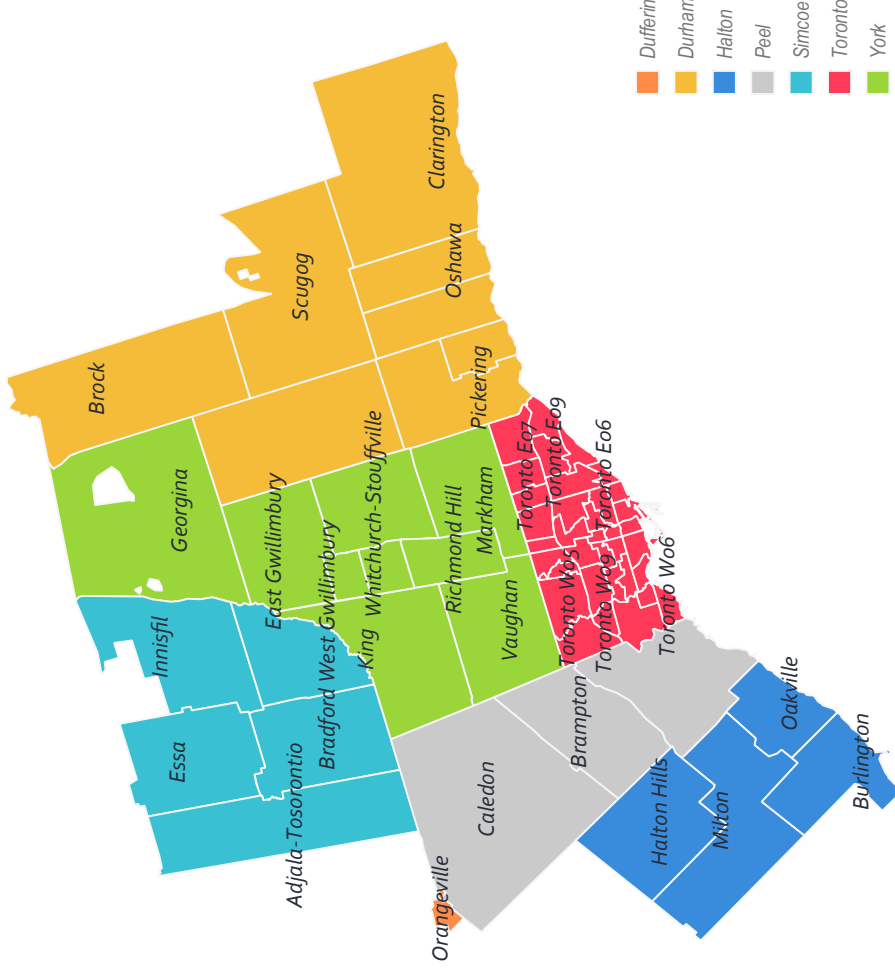 Dufferin
Durham
Halton
Peel
Simcoe
Toronto
York
Brock
Scugog
Clarington
Oshawa
Pickering
Georgina
East Gwillimbury
Whitchurch-Stouffville
Richmond Hill
Markham
Vaughan
King
Innisfil
Bradford West Gwillimbury
Essa
Adjala-Tosorontio
Toronto E07
Toronto E09
Toronto E06
Toronto W05
Toronto W09
Toronto W06
Caledon
Brampton
Orangeville
Halton Hills
Milton
Oakville
Burlington